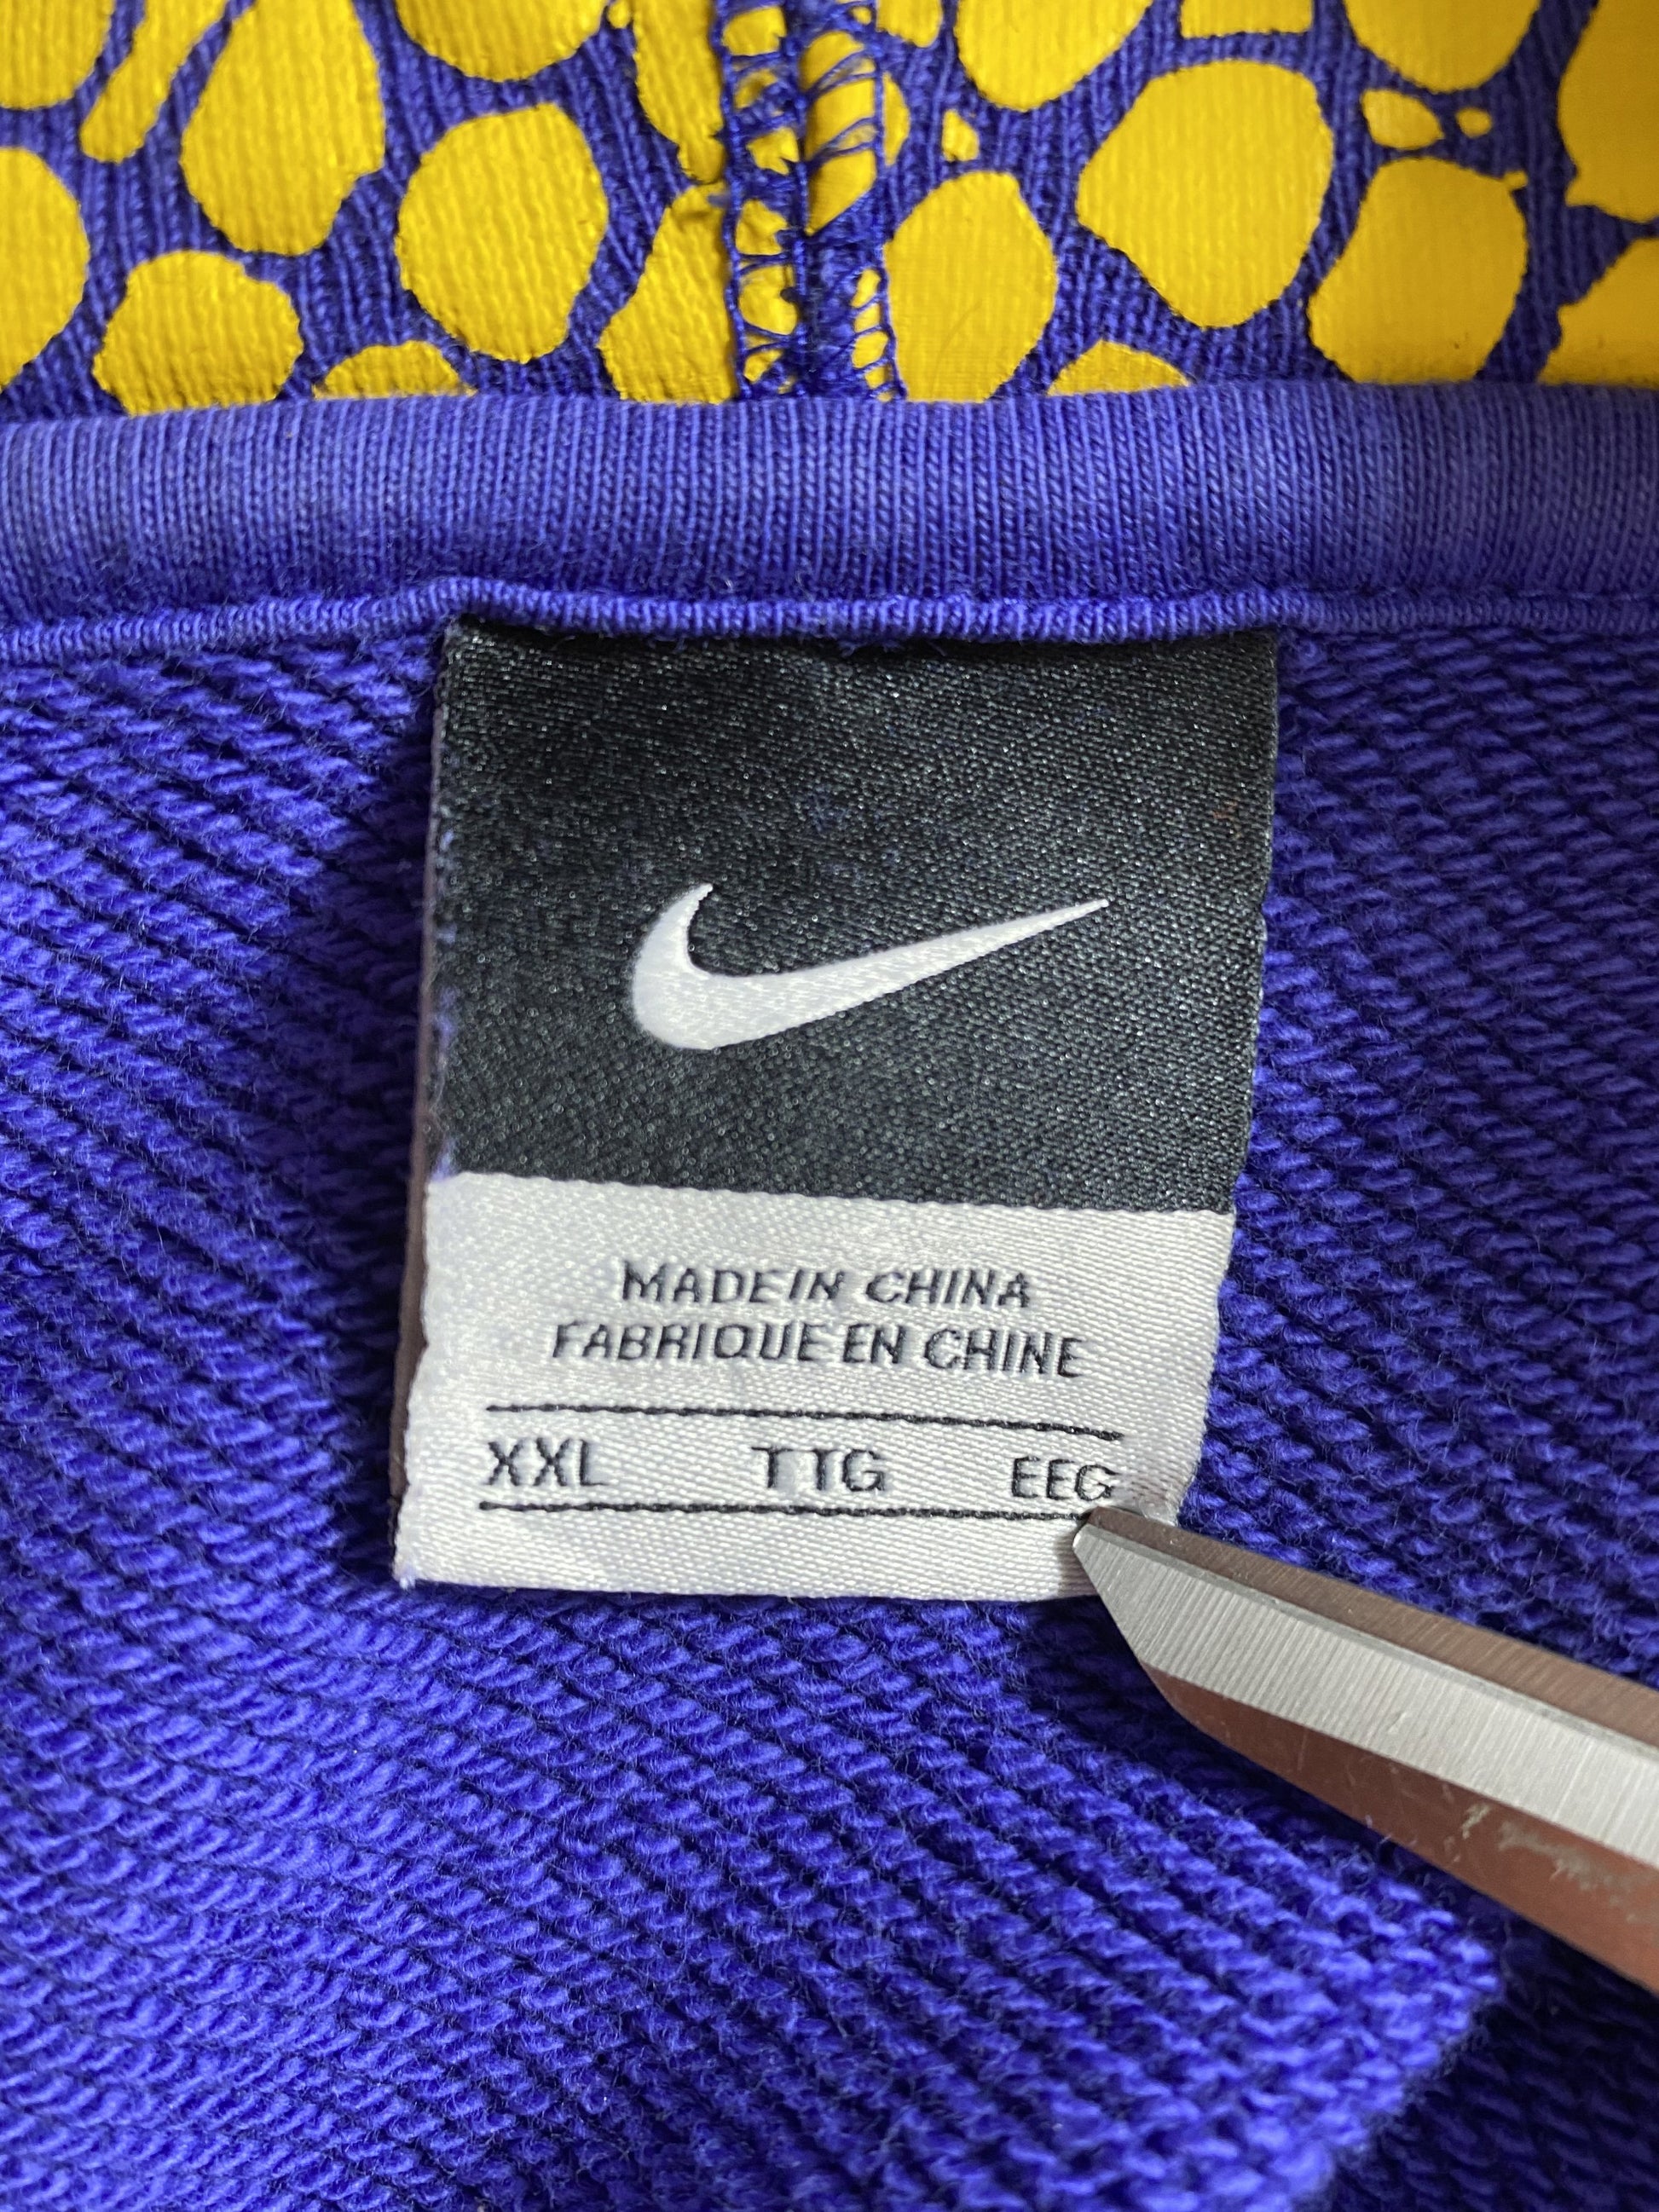 MADE IN CHINA
FABRIQUE EN CHINE
XXL TTG EEG